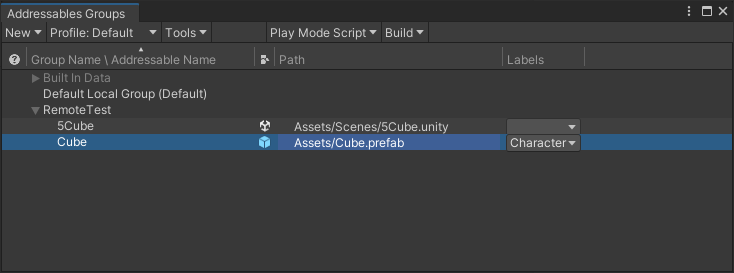 Addressables Groups
New Profile: Default Tools Play Mode Script Build
Group Name \ Addressable Name Path Labels
Built In Data
Default Local Group (Default)
RemoteTest
5Cube Assets/Scenes/5Cube.unity
Cube Assets/Cube.prefab Character